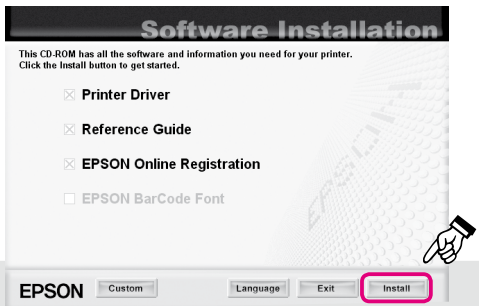 Software Installation
This CD-ROM has all the software and information you need for your printer.
Click the Install button to get started.
Printer Driver
Reference Guide
EPSON Online Registration
EPSON BarCode Font
EPSON
EPSON Custom Language Exit Install